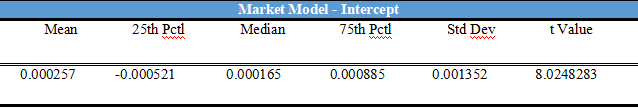 Market Model - Intercept
Mean 25th Pctl Median 75th Pctl Std Dev t Value
0.000257 -0.000521 0.000165 0.000885 0.001352 8.0248283